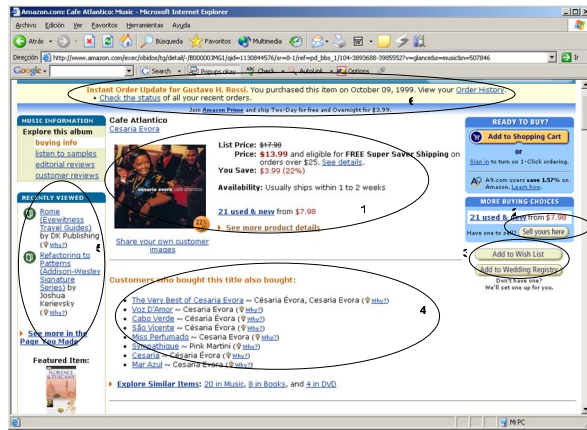 Amazon.com: Cafe Atlantico: Music - Microsoft Internet Explorer
Archivo Edición Ver Favoritos Herramientas Ayuda
Atrás Búsqueda Favoritos Multimedia
Dirección http://www.amazon.com/exec/obidos/tg/detail/-/B00000JMG1/qid=1130844576/sr=8-1/ref=pd_bbs_1/104-3893688-3985552?v=glance&s=music&n=507846 Ir
Google Search Popups okay Check AutoLink Options
Instant Order Update for Gustavo H. Rossi. You purchased this item on October 09, 1999. View your Order History.
• Check the status of all your recent orders.
6
Join Amazon Prime and ship Two-Day for free and Overnight for $3.99.
MUSIC INFORMATION
Explore this album
buying info
listen to samples
editorial reviews
customer reviews
RECENTLY VIEWED
Rome
(Eyewitness
Travel Guides)
by DK Publishing
(Why?)
Refactoring to
Patterns
(Addison-Wesley
Signature
Series) by
Joshua
Kerievsky
(Why?)
See more in the
Page You Made
Featured Item:
FLORENCE
& TUSCANY
Cafe Atlantico
Cesaria Evora
cesaria evora cafe atlantico
22%
Share your own customer
images
List Price: $17.98
Price: $13.99 and eligible for FREE Super Saver Shipping on
orders over $25. See details.
You Save: $3.99 (22%)
Availability: Usually ships within 1 to 2 weeks
1
21 used & new from $7.98
See more product details
Customers who bought this title also bought:
• The Very Best of Cesaria Evora ~ Césaria Évora, Cesaria Evora (Why?)
• Voz D'Amor ~ Cesaria Evora (Why?)
• Cabo Verde ~ Césaria Évora (Why?)
• São Vicente ~ Césaria Évora (Why?)
• Miss Perfumado ~ Cesaria Evora (Why?)
• Sympathique ~ Pink Martini (Why?)
• Cesaria ~ Césaria Évora (Why?)
• Mar Azul ~ Cesaria Evora (Why?)
4
Explore Similar Items: 20 in Music, 8 in Books, and 4 in DVD
READY TO BUY?
Add to Shopping Cart
or
Sign in to turn on 1-Click ordering.
A9.com users save 1.57% on
Amazon. Learn how.
MORE BUYING CHOICES
21 used & new from $7.98
Have one to sell? Sell yours here
Add to Wish List
Add to Wedding Registry
Don't have one?
We'll set one up for you.
Mi PC